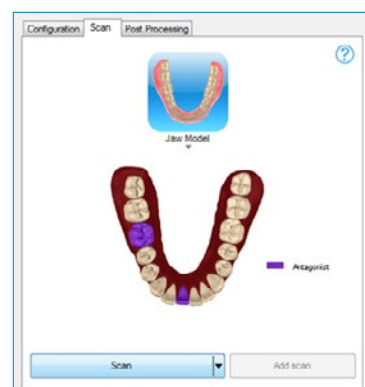 Configuration Scan Post Processing
?
Jaw Model
Antagonist
Scan Add scan